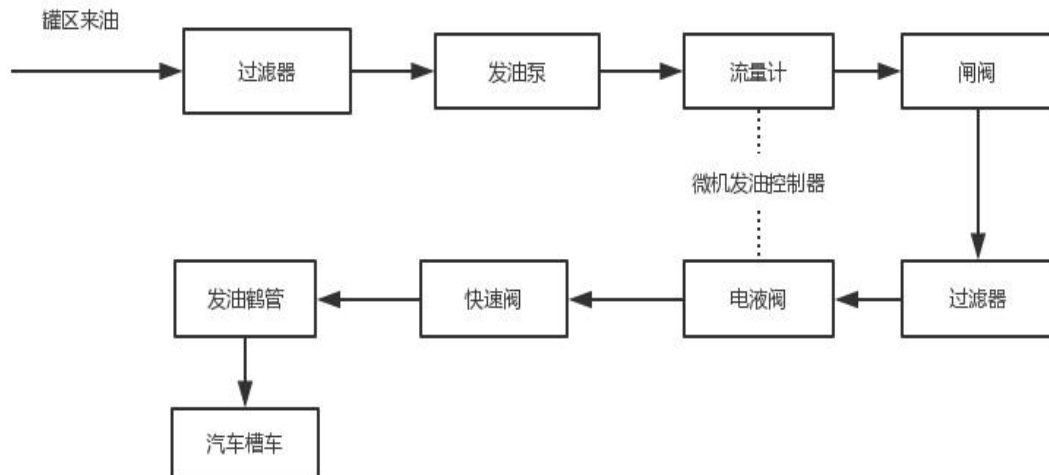 罐区来油
过滤器
发油泵
流量计
闸阀
微机发油控制器
发油鹤管
快速阀
电液阀
过滤器
汽车槽车